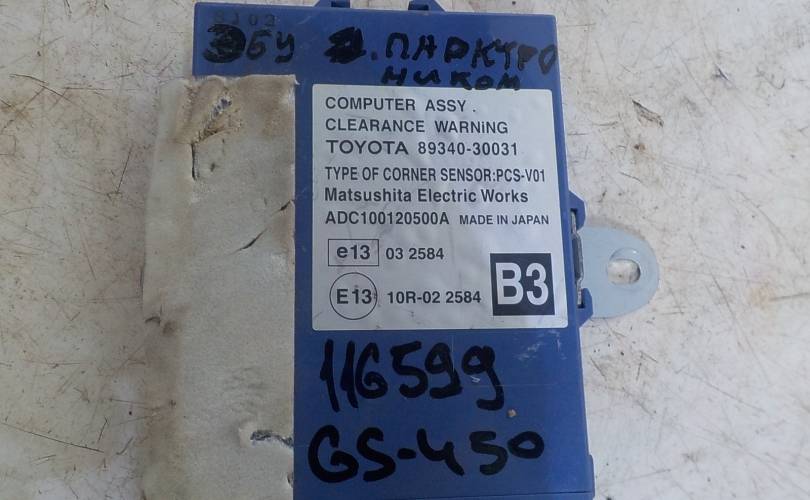 ЭБУ
ПАРКТРО
НИКОМ
COMPUTER ASSY.
CLEARANCE WARNING
TOYOTA 89340-30031
TYPE OF CORNER SENSOR:PCS-V01
Matsushita Electric Works
ADC100120500A MADE IN JAPAN
e13 03 2584
E13 10R-02 2584
B3
116599
GS-450